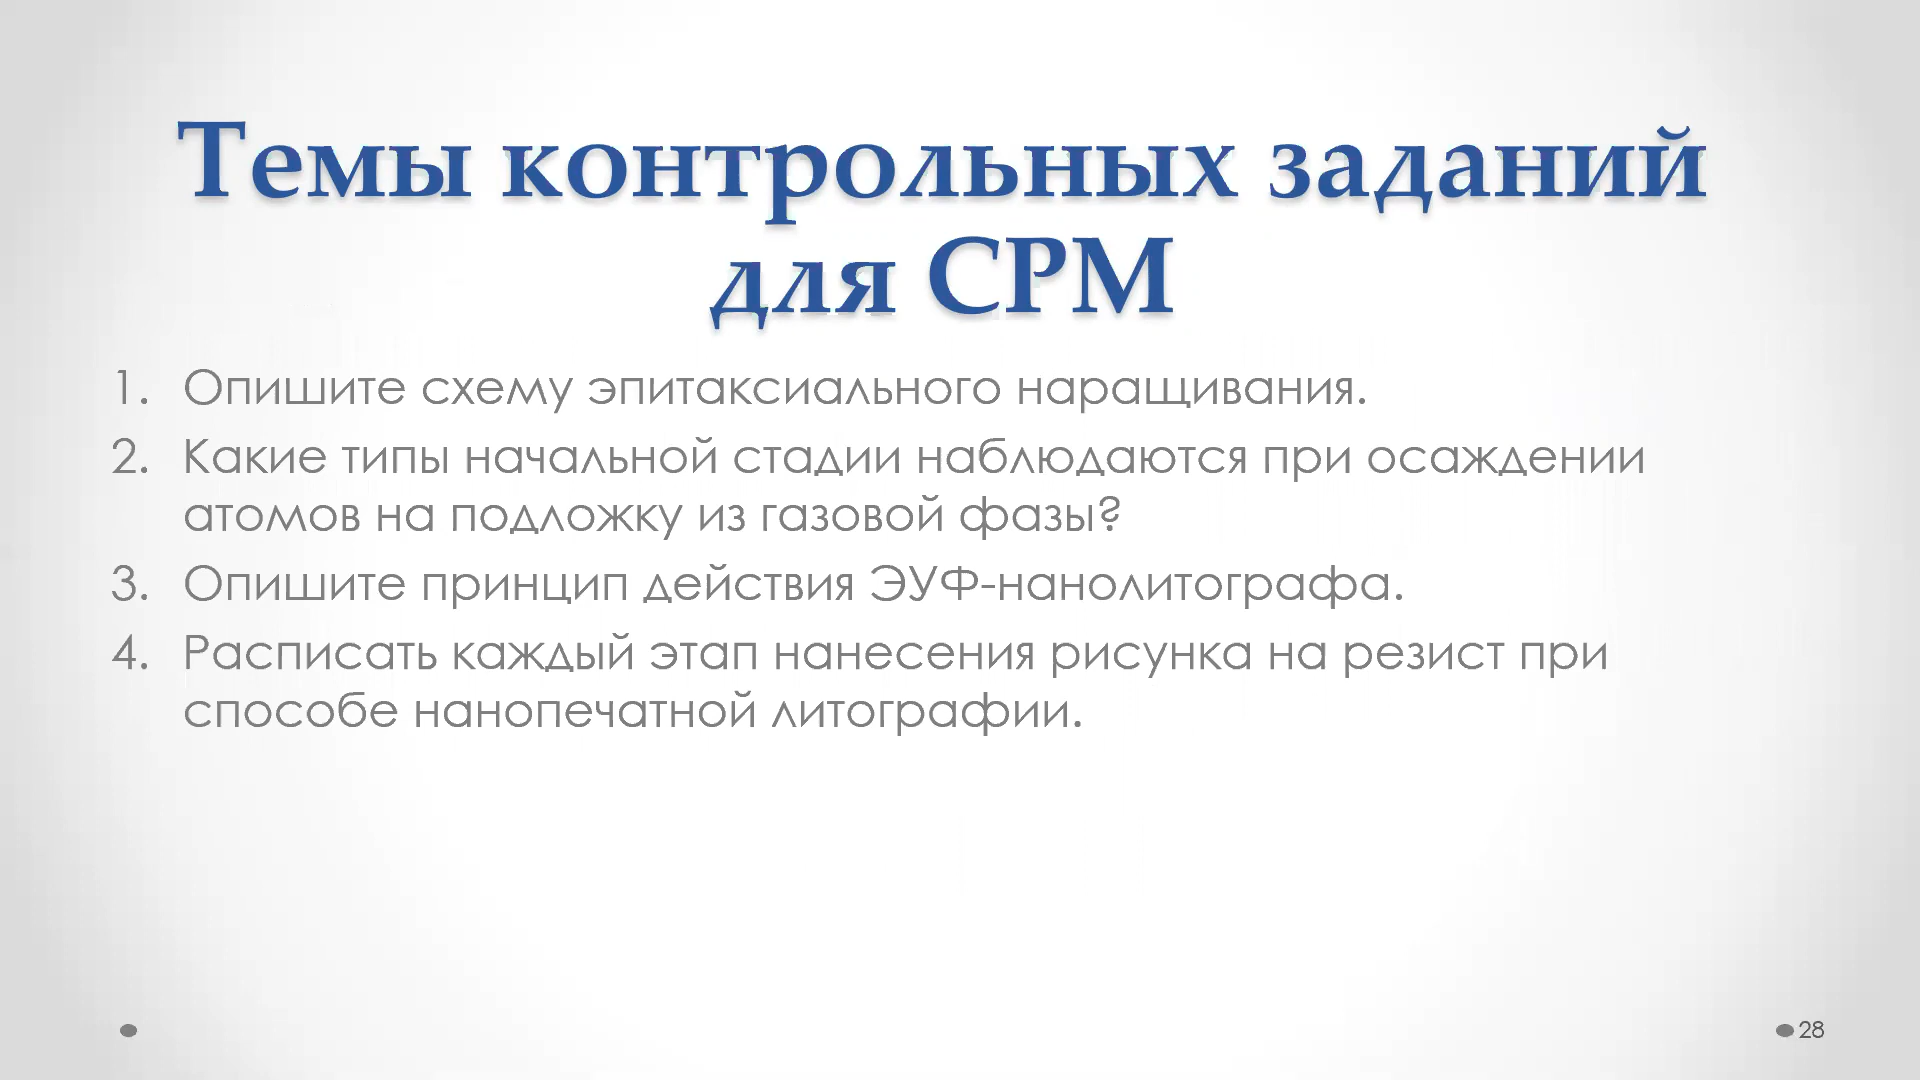 Темы контрольных заданий
для СРМ
1. Опишите схему эпитаксиального наращивания.
2. Какие типы начальной стадии наблюдаются при осаждении
атомов на подложку из газовой фазы?
3. Опишите принцип действия ЭУФ-нанолитографа.
4. Расписать каждый этап нанесения рисунка на резист при
способе нанопечатной литографии.
28